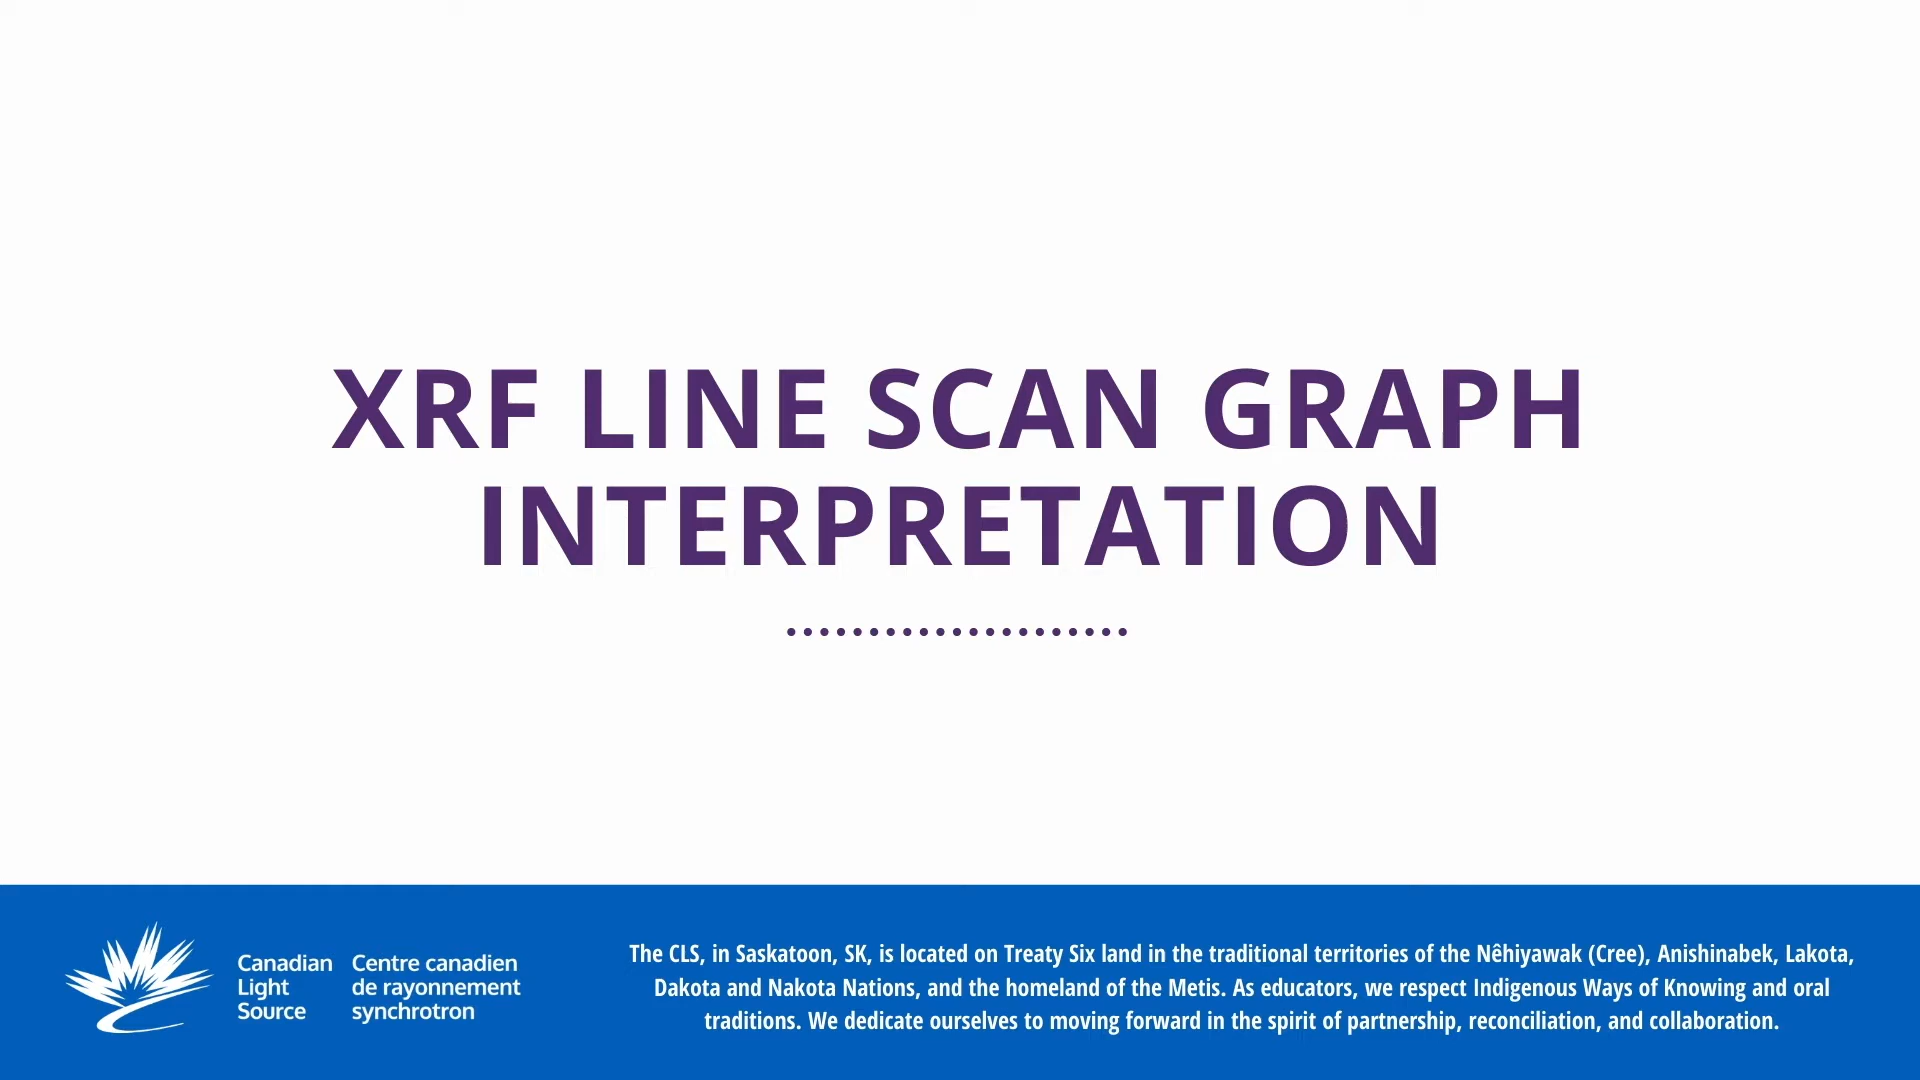 XRF LINE SCAN GRAPH
INTERPRETATION
Canadian
Light
Source
Centre canadien
de rayonnement
synchrotron
The CLS, in Saskatoon, SK, is located on Treaty Six land in the traditional territories of the Nêhiyawak (Cree), Anishinabek, Lakota,
Dakota and Nakota Nations, and the homeland of the Metis. As educators, we respect Indigenous Ways of Knowing and oral
traditions. We dedicate ourselves to moving forward in the spirit of partnership, reconciliation, and collaboration.